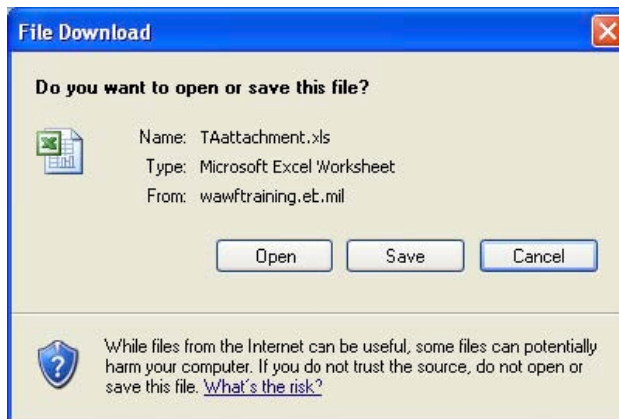 File Download
Do you want to open or save this file?
Name: TAattachment.xls
Type: Microsoft Excel Worksheet
From: wawftraining.eb.mil
Open Save Cancel
While files from the Internet can be useful, some files can potentially
harm your computer. If you do not trust the source, do not open or
save this file. What's the risk?